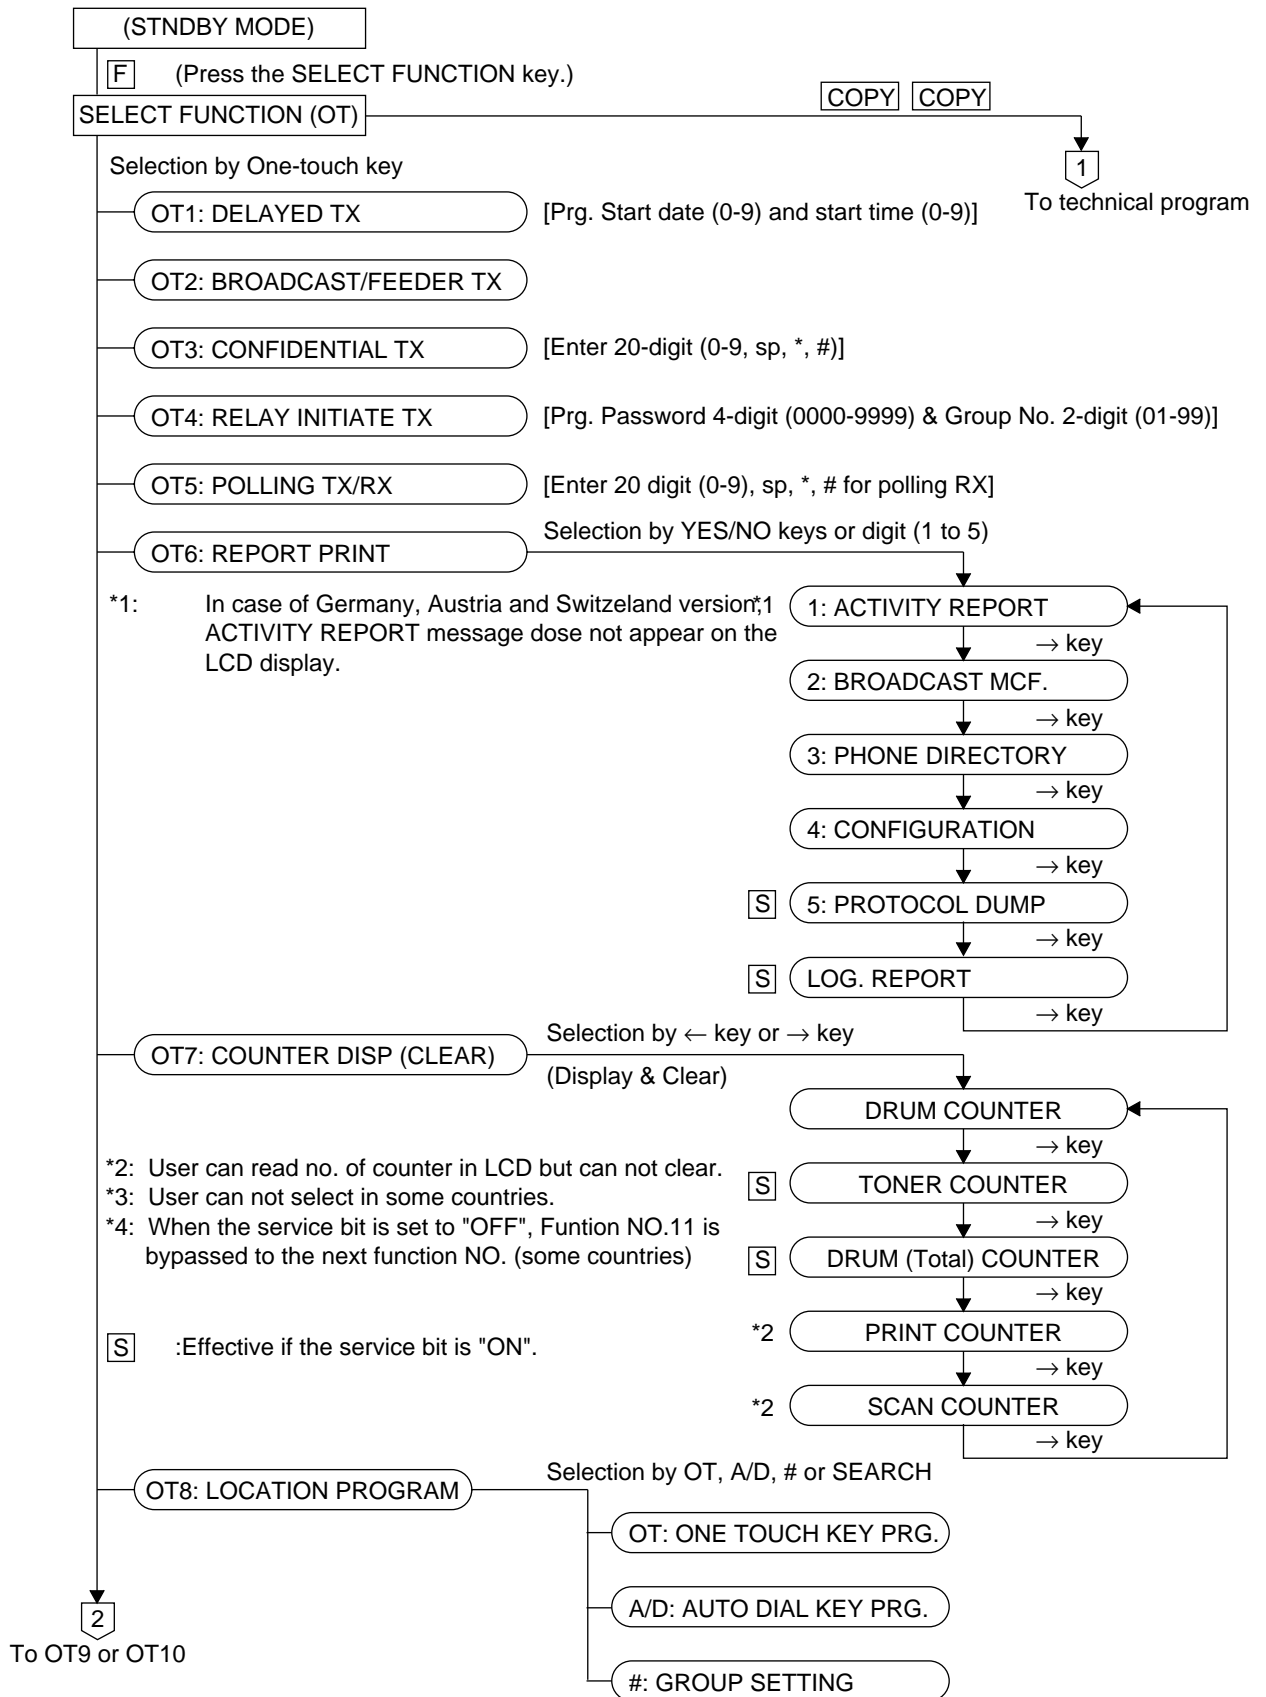 (STNDBY MODE)
F (Press the SELECT FUNCTION key.)
COPY COPY
SELECT FUNCTION (OT)
1
To technical program
Selection by One-touch key
OT1: DELAYED TX [Prg. Start date (0-9) and start time (0-9)]
OT2: BROADCAST/FEEDER TX
OT3: CONFIDENTIAL TX [Enter 20-digit (0-9, sp, *, #)]
OT4: RELAY INITIATE TX [Prg. Password 4-digit (0000-9999) & Group No. 2-digit (01-99)]
OT5: POLLING TX/RX [Enter 20 digit (0-9), sp, *, # for polling RX]
Selection by YES/NO keys or digit (1 to 5)
OT6: REPORT PRINT
*1: In case of Germany, Austria and Switzeland version,
ACTIVITY REPORT message dose not appear on the
LCD display.
*1 1: ACTIVITY REPORT
→ key
2: BROADCAST MCF.
→ key
3: PHONE DIRECTORY
→ key
4: CONFIGURATION
→ key
S 5: PROTOCOL DUMP
→ key
S LOG. REPORT
→ key
Selection by ← key or → key
OT7: COUNTER DISP (CLEAR)
(Display & Clear)
DRUM COUNTER
→ key
*2: User can read no. of counter in LCD but can not clear.
*3: User can not select in some countries.
*4: When the service bit is set to "OFF", Funtion NO.11 is
bypassed to the next function NO. (some countries)
S TONER COUNTER
→ key
S DRUM (Total) COUNTER
→ key
*2 PRINT COUNTER
→ key
S :Effective if the service bit is "ON".
*2 SCAN COUNTER
→ key
Selection by OT, A/D, # or SEARCH
OT8: LOCATION PROGRAM
OT: ONE TOUCH KEY PRG.
A/D: AUTO DIAL KEY PRG.
#: GROUP SETTING
2
To OT9 or OT10